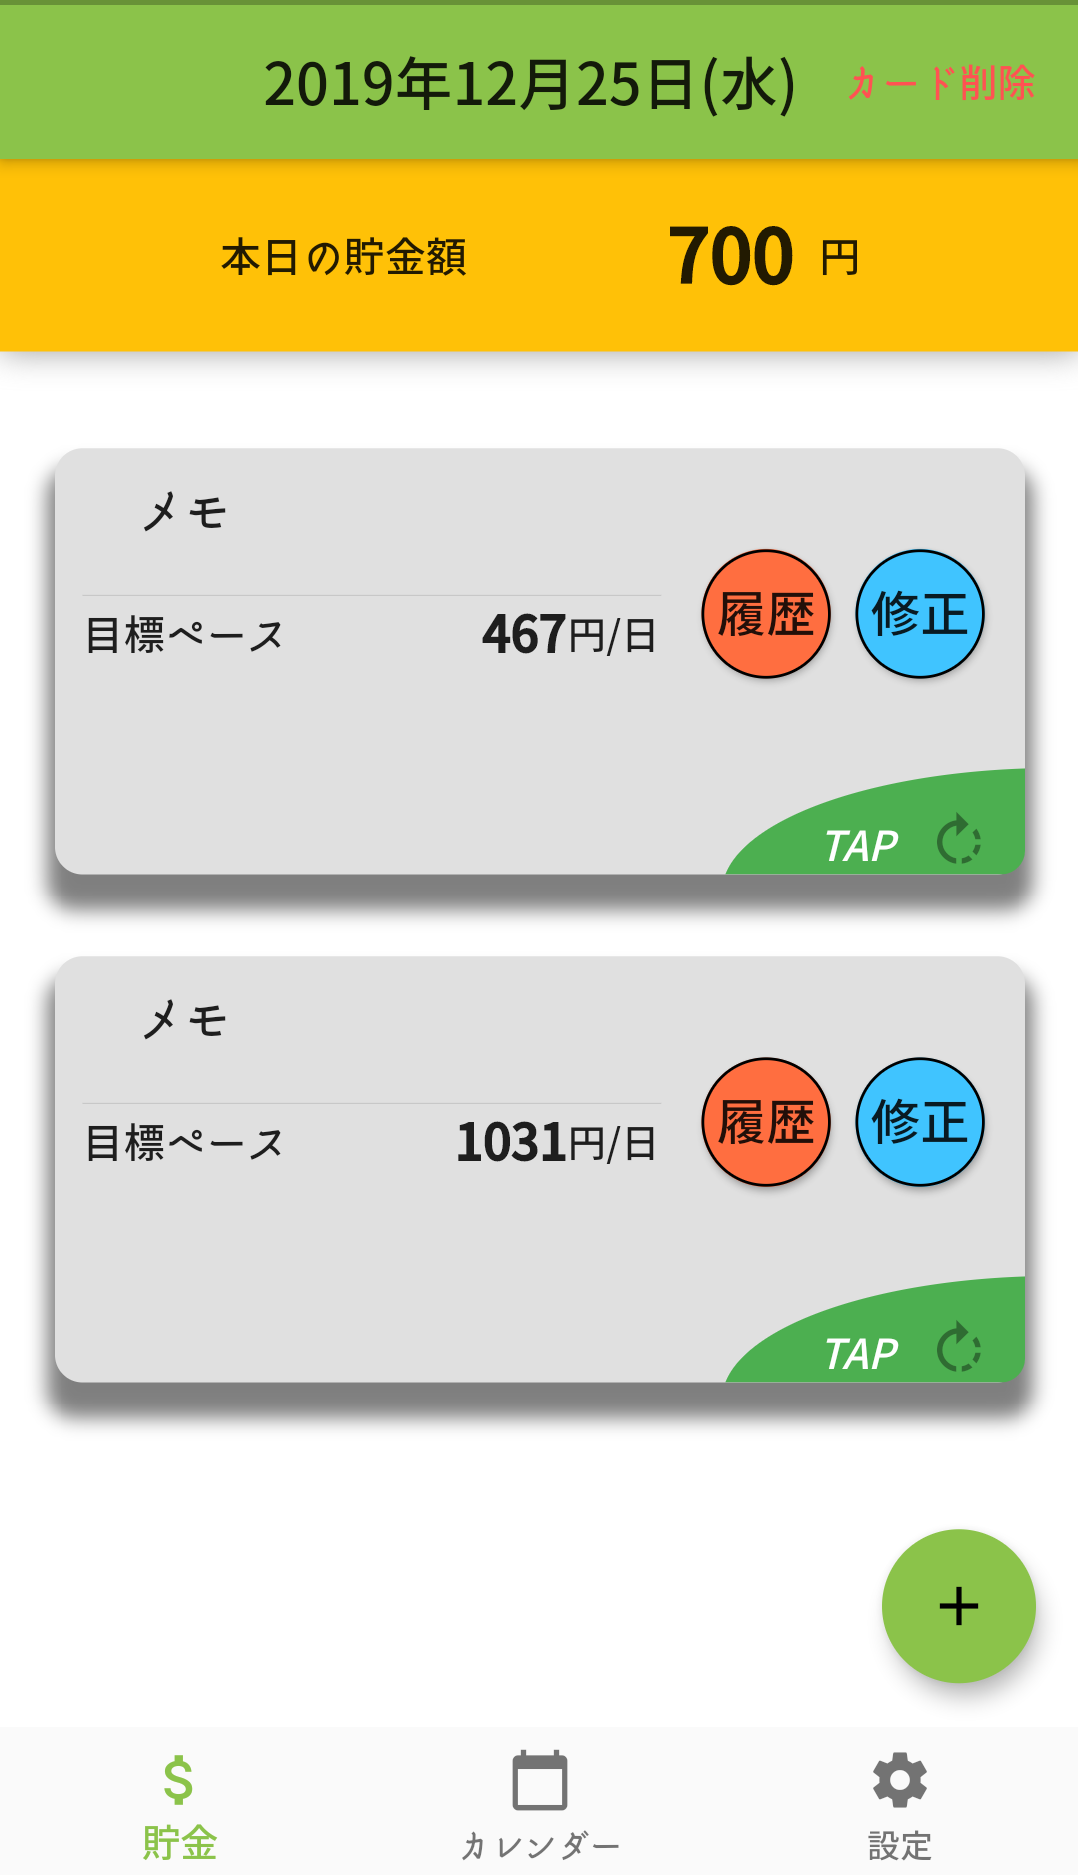 2019年12月25日(水) カード削除
本日の貯金額 700 円
メモ
履歴 修正
目標ペース 467円/日
TAP
メモ
履歴 修正
目標ペース 1031円/日
TAP
+
貯金 カレンダー 設定